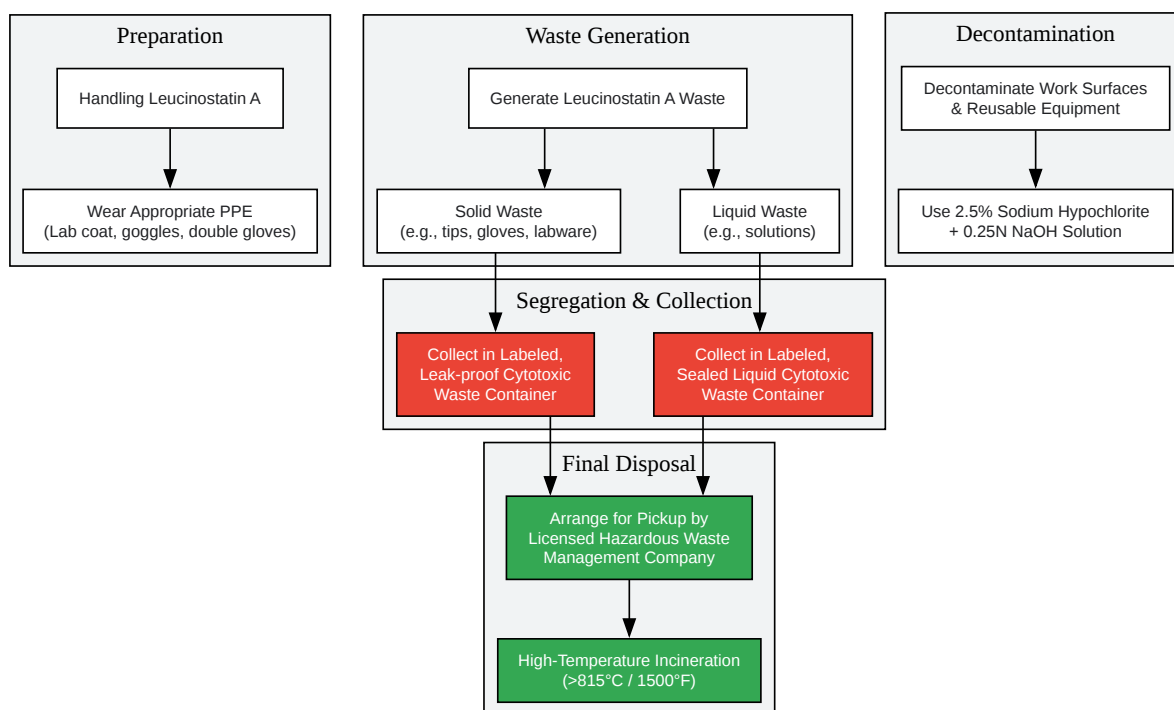 Preparation
Handling Leucinostatin A
Wear Appropriate PPE
(Lab coat, goggles, double gloves)
Waste Generation
Generate Leucinostatin A Waste
Solid Waste
(e.g., tips, gloves, labware)
Liquid Waste
(e.g., solutions)
Decontamination
Decontaminate Work Surfaces
& Reusable Equipment
Use 2.5% Sodium Hypochlorite
+ 0.25N NaOH Solution
Segregation & Collection
Collect in Labeled,
Leak-proof Cytotoxic
Waste Container
Collect in Labeled,
Sealed Liquid Cytotoxic
Waste Container
Final Disposal
Arrange for Pickup by
Licensed Hazardous Waste
Management Company
High-Temperature Incineration
(>815°C / 1500°F)